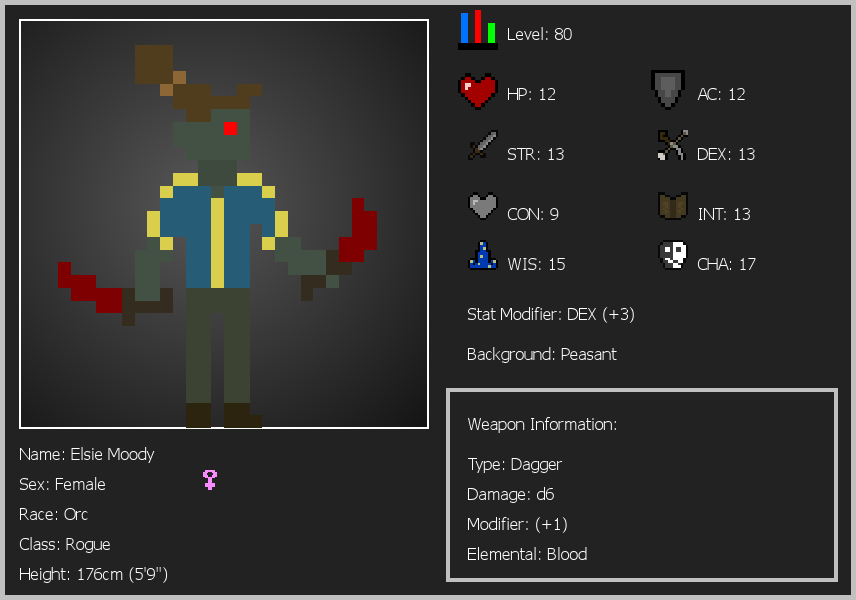 Level: 80
HP: 12
AC: 12
STR: 13
DEX: 13
CON: 9
INT: 13
WIS: 15
CHA: 17
Stat Modifier: DEX (+3)
Background: Peasant
Weapon Information:
Type: Dagger
Damage: d6
Modifier: (+1)
Elemental: Blood
Name: Elsie Moody
Sex: Female
Race: Orc
Class: Rogue
Height: 176cm (5'9")